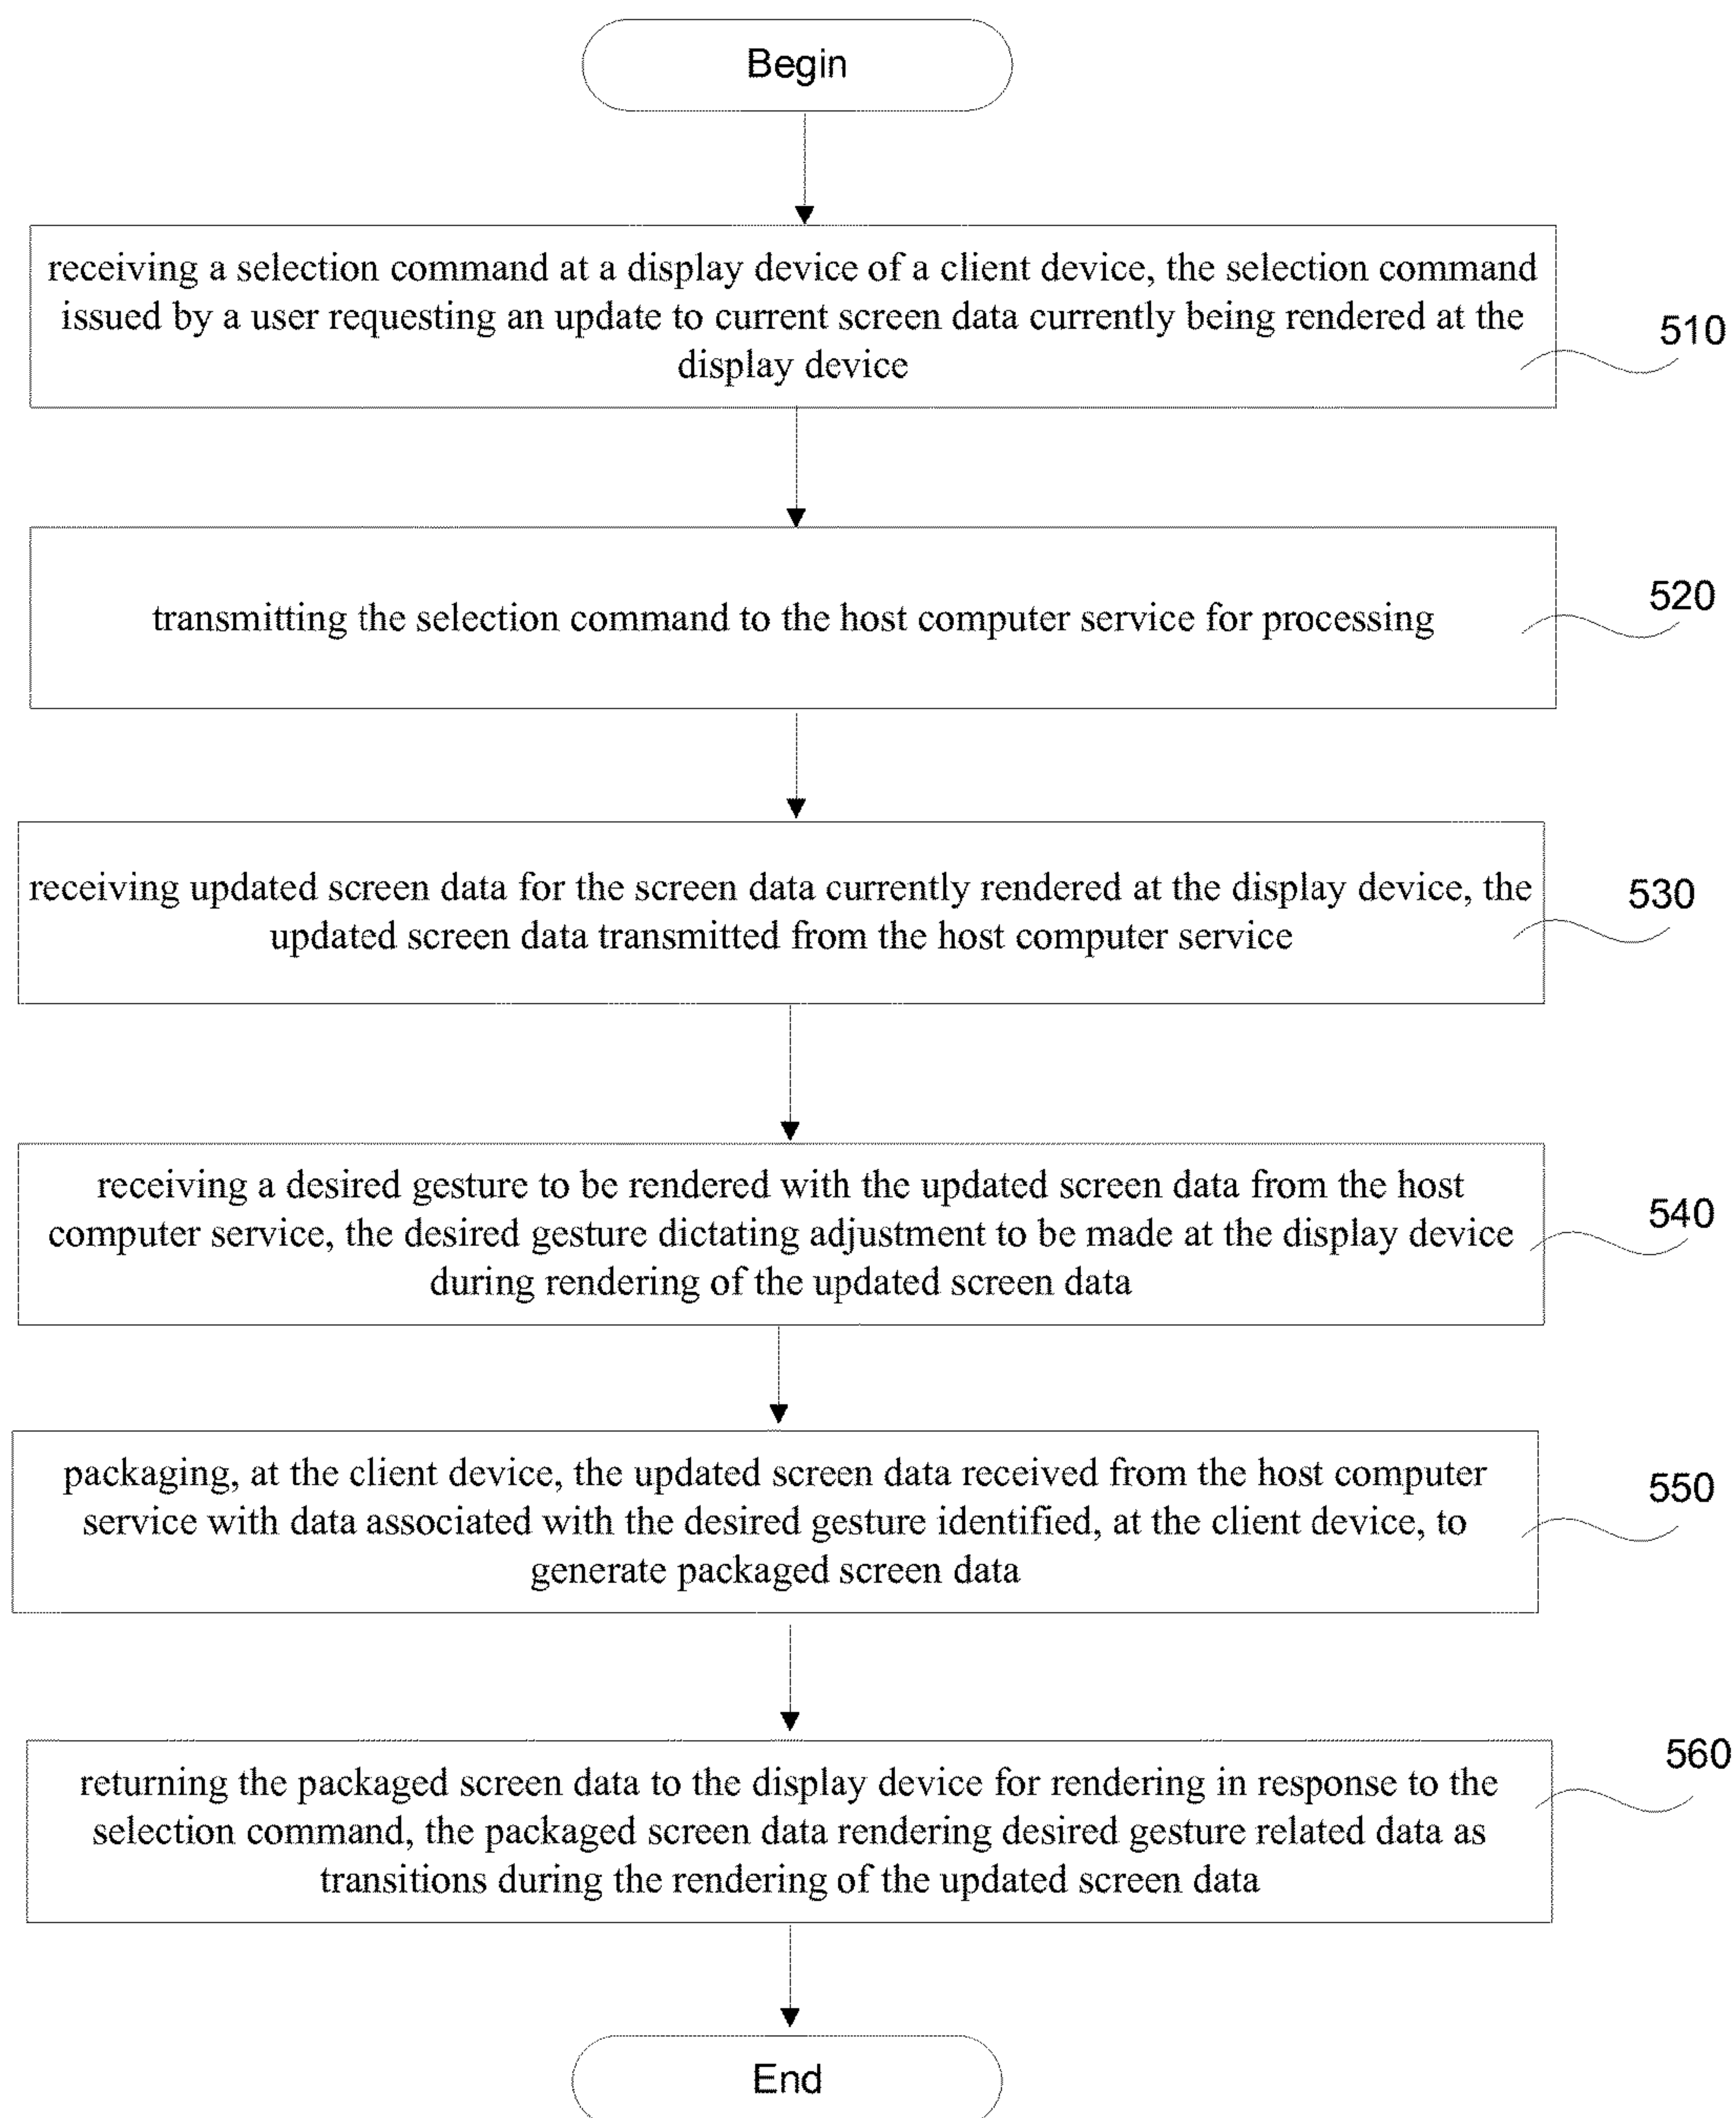 Begin
receiving a selection command at a display device of a client device, the selection command
issued by a user requesting an update to current screen data currently being rendered at the
display device
510
transmitting the selection command to the host computer service for processing
520
receiving updated screen data for the screen data currently rendered at the display device, the
updated screen data transmitted from the host computer service
530
receiving a desired gesture to be rendered with the updated screen data from the host
computer service, the desired gesture dictating adjustment to be made at the display device
during rendering of the updated screen data
540
packaging, at the client device, the updated screen data received from the host computer
service with data associated with the desired gesture identified, at the client device, to
generate packaged screen data
550
returning the packaged screen data to the display device for rendering in response to the
selection command, the packaged screen data rendering desired gesture related data as
transitions during the rendering of the updated screen data
560
End